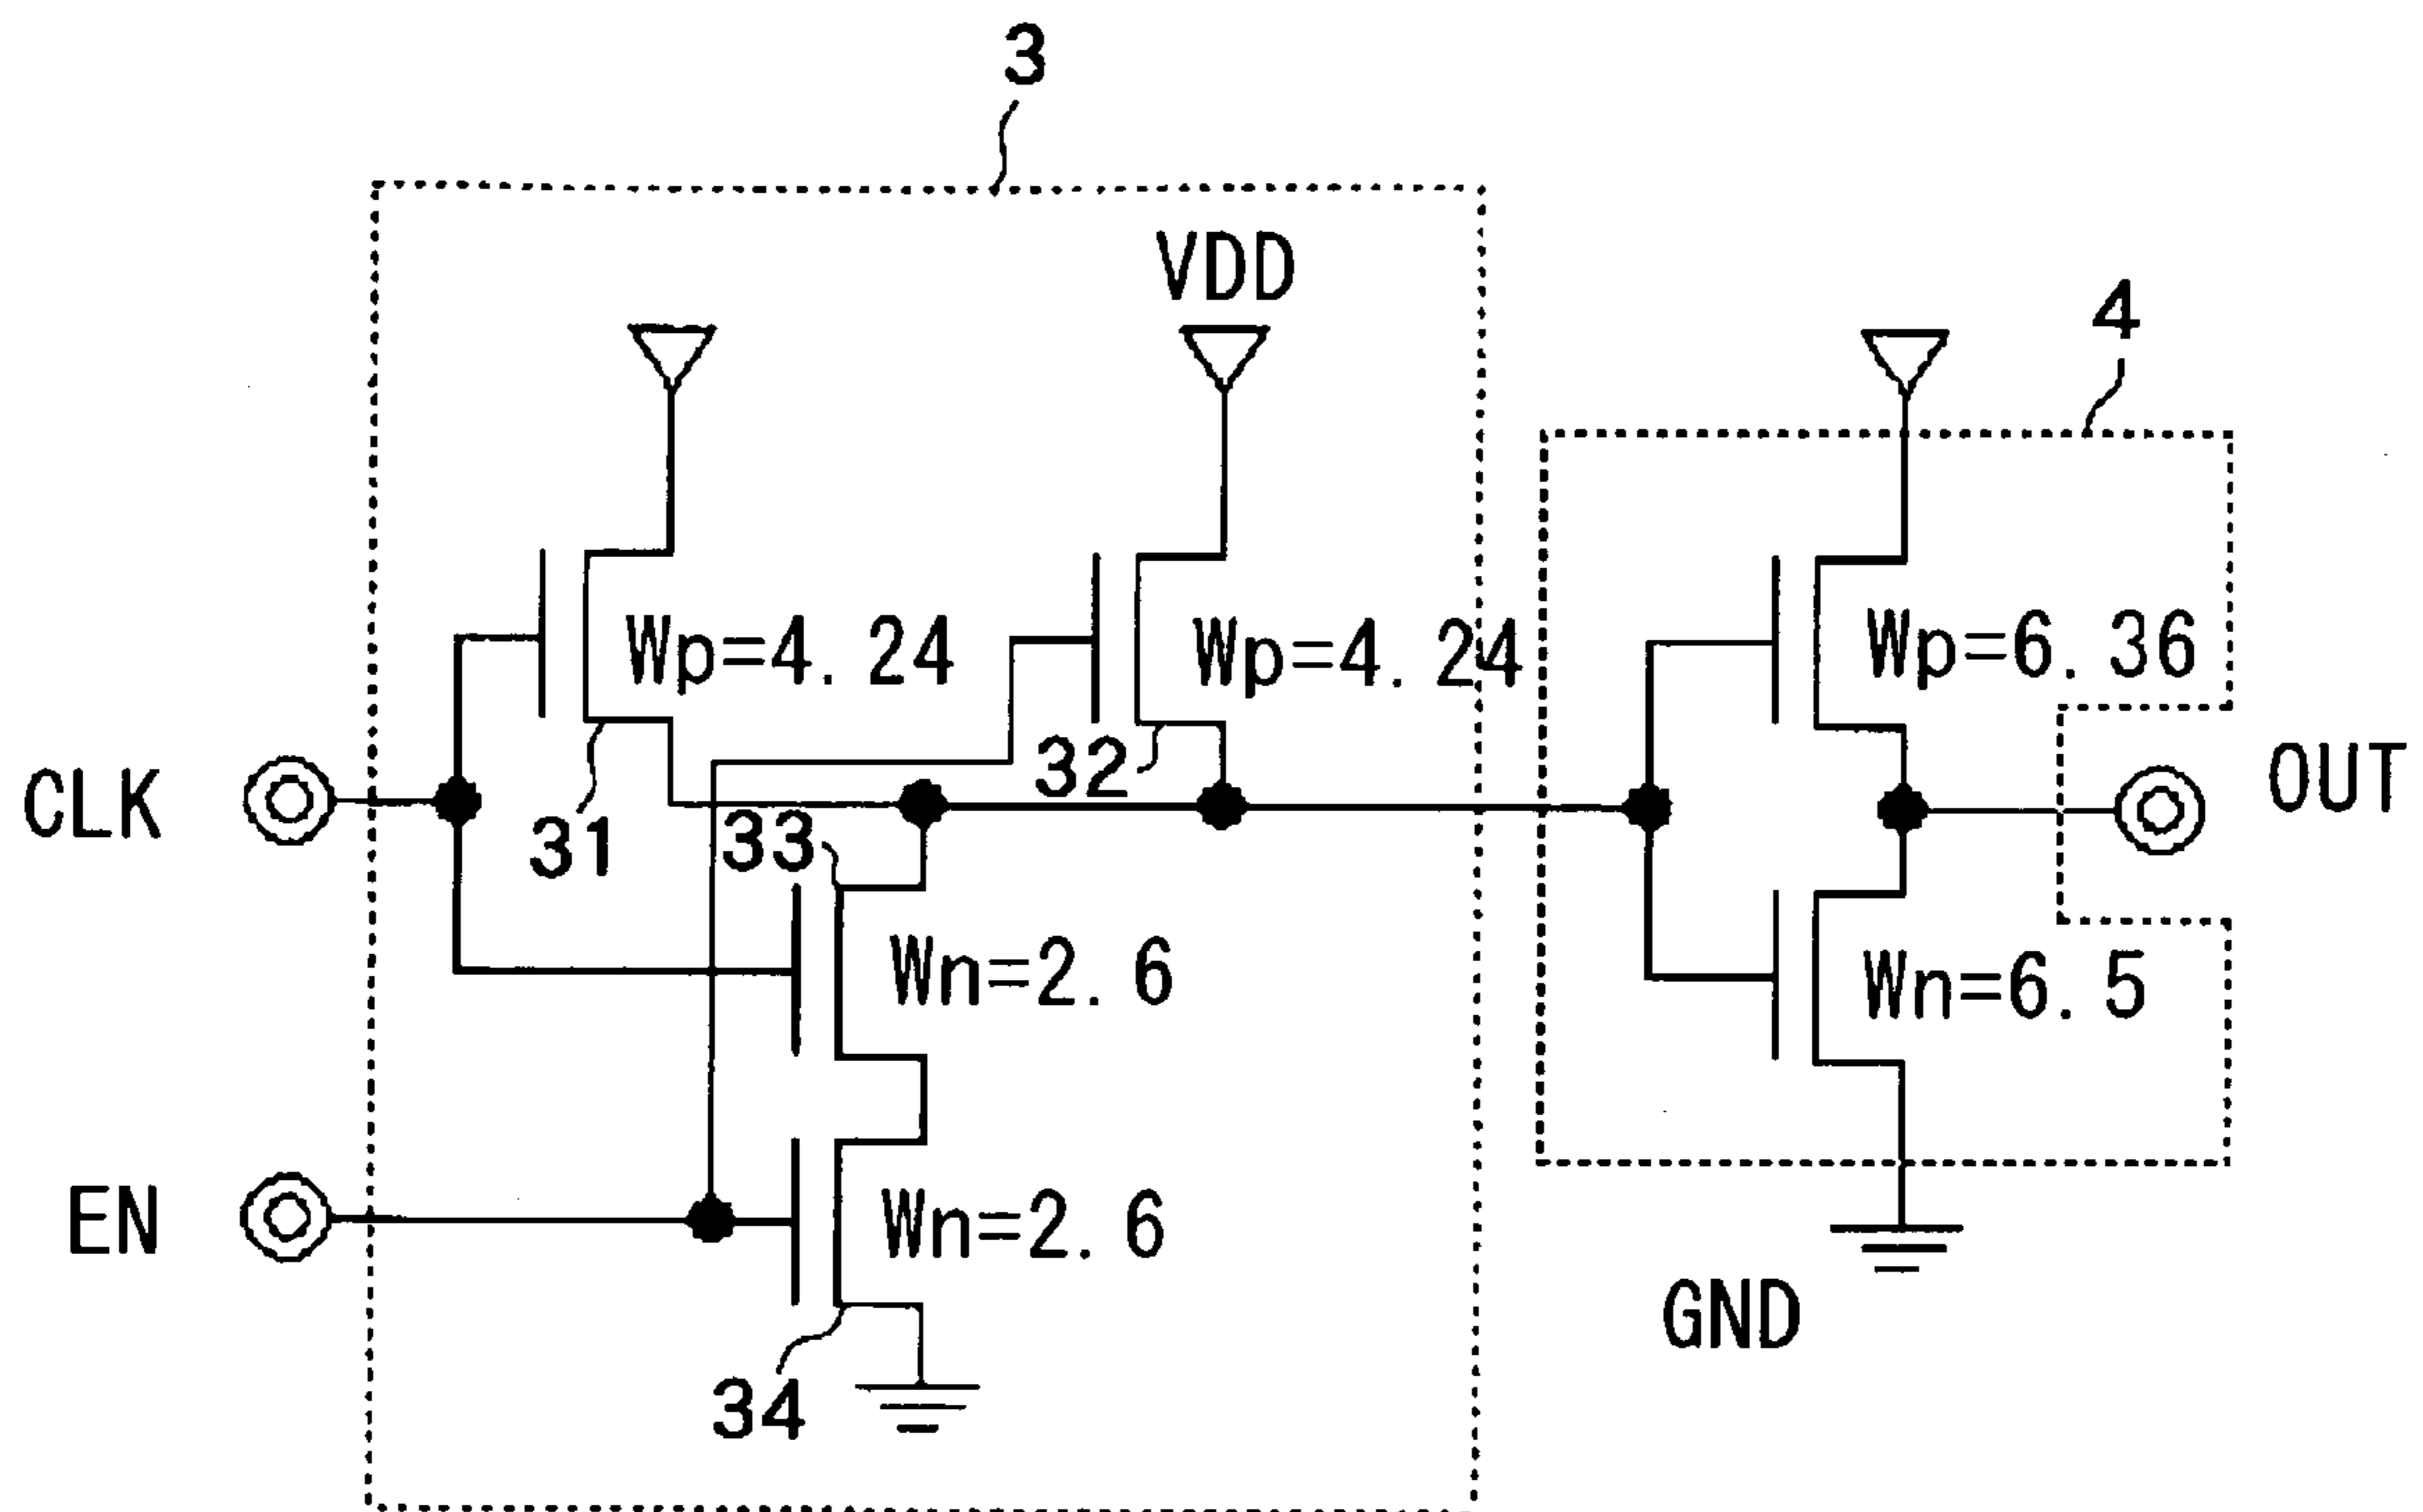 3
VDD
4
Wp=4. 24
Wp=4. 24
Wp=6. 36
CLK
31
33
32
OUT
Wn=2. 6
Wn=6. 5
EN
Wn=2. 6
GND
34